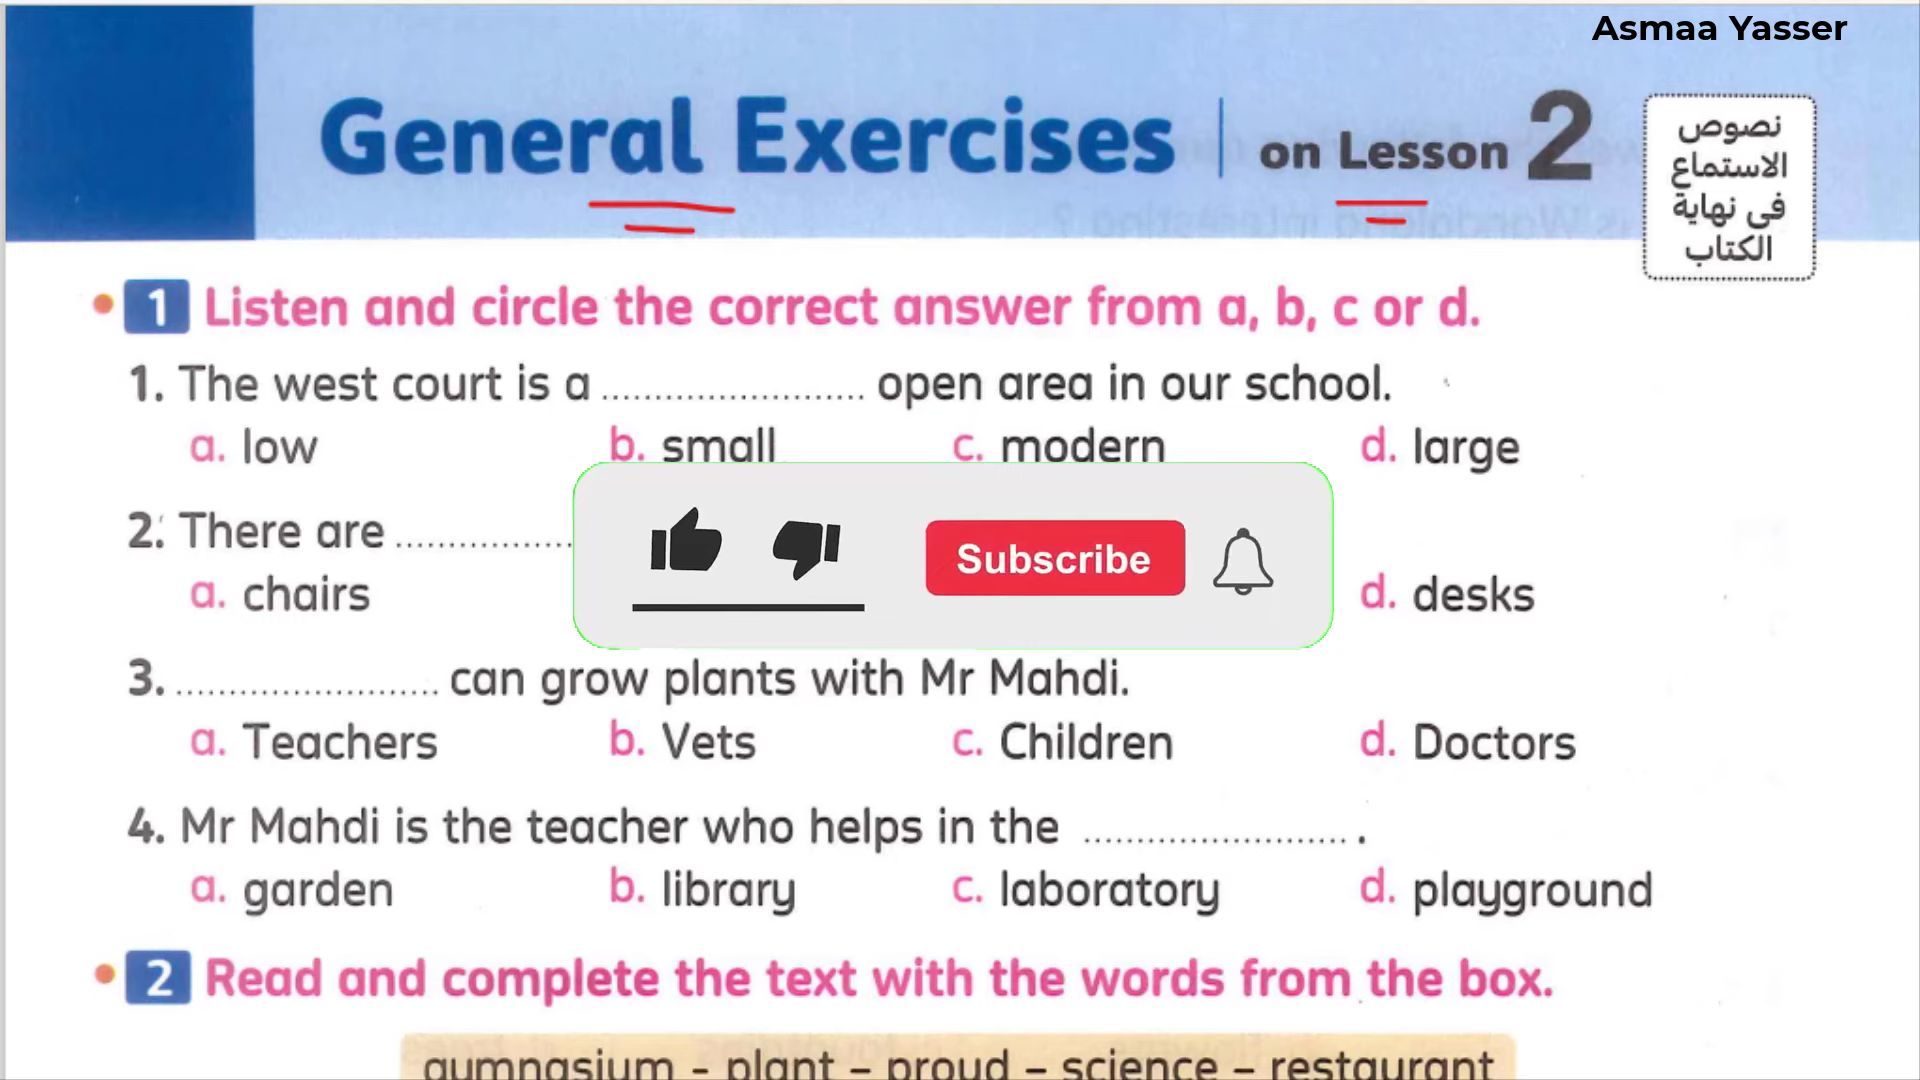 Asmaa Yasser
General Exercises on Lesson 2
نصوص
الاستماع
فى نهاية
الكتاب
1 Listen and circle the correct answer from a, b, c or d.
1. The west court is a ......................... open area in our school.
a. low b. small c. modern d. large
2. There are .................
a. chairs d. desks
Subscribe
3. ......................... can grow plants with Mr Mahdi.
a. Teachers b. Vets c. Children d. Doctors
4. Mr Mahdi is the teacher who helps in the ......................... .
a. garden b. library c. laboratory d. playground
2 Read and complete the text with the words from the box.
gymnasium - plant – proud – science – restaurant